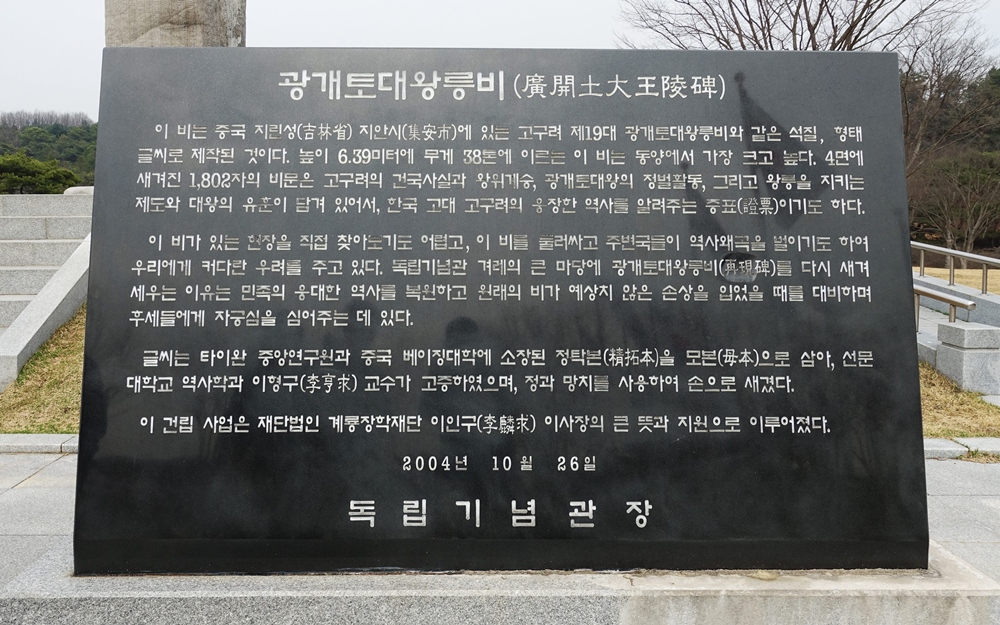 광개토대왕릉비(廣開土大王陵碑)
이 비는 중국 지린성(吉林省) 지안시(集安市)에 있는 고구려 제19대 광개토대왕릉비와 같은 석질, 형태
글씨로 제작된 것이다. 높이 6.39미터에 무게 38톤에 이르는 이 비는 동양에서 가장 크고 높다. 4면에
새겨진 1,802자의 비문은 고구려의 건국사실과 왕위계승, 광개토대왕의 정벌활동, 그리고 왕릉을 지키는
제도와 대왕의 유훈이 담겨 있어서, 한국 고대 고구려의 웅장한 역사를 알려주는 증표(證票)이기도 하다.
이 비가 있는 현장을 직접 찾아보기도 어렵고, 이 비를 둘러싸고 주변국들이 역사왜곡을 벌이기도 하여
우리에게 커다란 우려를 주고 있다. 독립기념관 겨레의 큰 마당에 광개토대왕릉비(再現碑)를 다시 새겨
세우는 이유는 민족의 웅대한 역사를 복원하고 원래의 비가 예상치 않은 손상을 입었을 때를 대비하며
후세들에게 자긍심을 심어주는 데 있다.
글씨는 타이완 중앙연구원과 중국 베이징대학에 소장된 정탁본(精拓本)을 모본(母本)으로 삼아, 선문
대학교 역사학과 이형구(李亨求) 교수가 고증하였으며, 정과 망치를 사용하여 손으로 새겼다.
이 건립 사업은 재단법인 계룡장학재단 이인구(李麟求) 이사장의 큰 뜻과 지원으로 이루어졌다.
2004년 10월 26일
독립기념관장